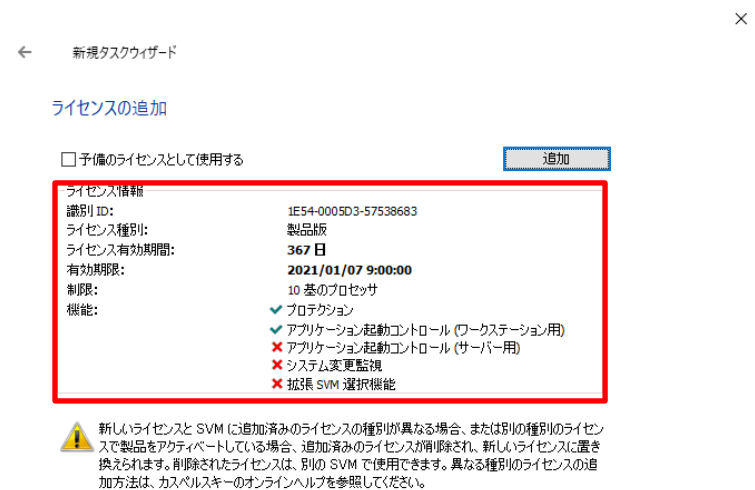 新規タスクウィザード
ライセンスの追加
予備のライセンスとして使用する
追加
ライセンス情報
識別 ID: 1E54-0005D3-57538683
ライセンス種別: 製品版
ライセンス有効期間: 367 日
有効期限: 2021/01/07 9:00:00
制限: 10 基のプロセッサ
機能: プロテクション
アプリケーション起動コントロール (ワークステーション用)
アプリケーション起動コントロール (サーバー用)
システム変更監視
拡張 SVM 選択機能
新しいライセンスと SVM に追加済みのライセンスの種別が異なる場合、または別の種別のライセン
スで製品をアクティベートしている場合、追加済みのライセンスが削除され、新しいライセンスに置き
換えられます。削除されたライセンスは、別の SVM で使用できます。異なる種別のライセンスの追
加方法は、カスペルスキーのオンラインヘルプを参照してください。